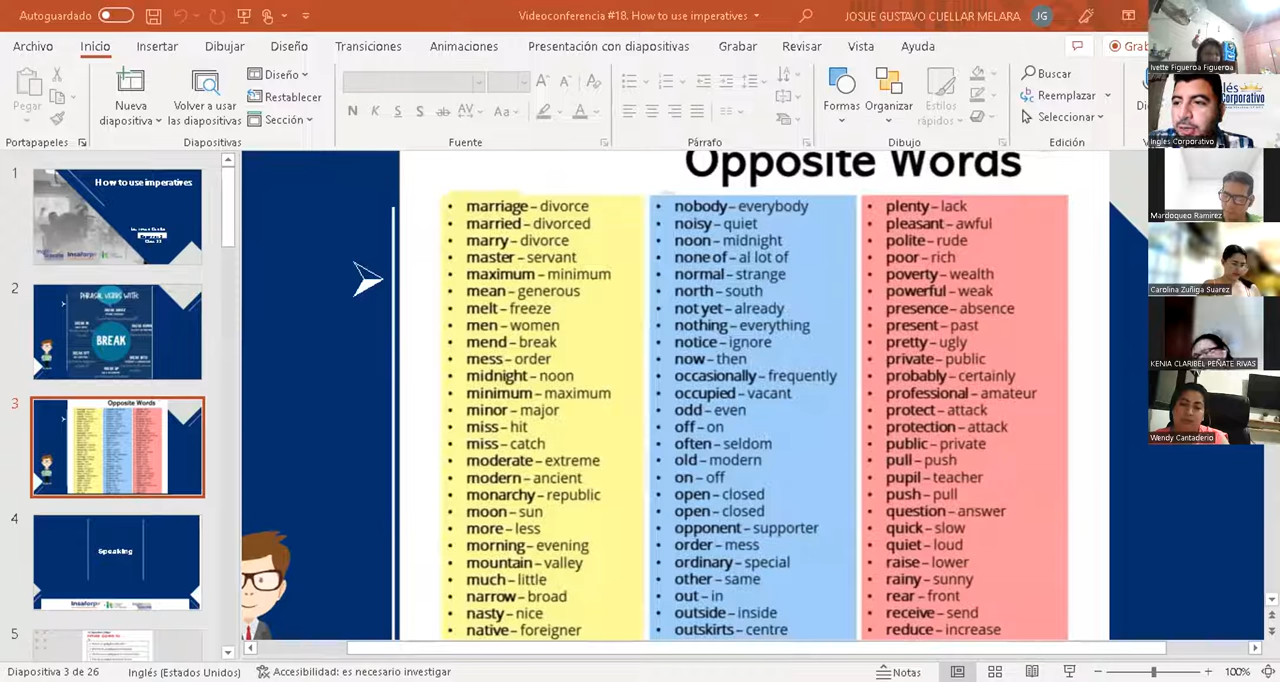 Autoguardado
Videoconferencia #18. How to use imperatives
JOSUE GUSTAVO CUELLAR MELARA
JG
Archivo
Inicio
Insertar
Dibujar
Diseño
Transiciones
Animaciones
Presentación con diapositivas
Grabar
Revisar
Vista
Ayuda
Pegar
Nueva
diapositiva
Volver a usar
las diapositivas
Diseño
Restablecer
Sección
N K S S ab AV Aa A
Formas
Organizar
Estilos
rápidos
Buscar
Reemplazar
Seleccionar
Portapapeles
Diapositivas
Fuente
Párrafo
Dibujo
Edición
Ivette Figueroa Figueroa
Inglés Corporativo
Mardoqueo Ramirez
Carolina Zuñiga Suarez
KENIA CLARIBEL PEÑATE RIVAS
Wendy Cantaderio
1
How to use imperatives
2
PHRASAL VERBS WITH:
BREAK
3
Opposite Words
4
Speaking
Insaforp
5
Opposite Words
marriage – divorce
married – divorced
marry – divorce
master – servant
maximum – minimum
mean – generous
melt – freeze
men – women
mend – break
mess – order
midnight – noon
minimum – maximum
minor – major
miss – hit
miss – catch
moderate – extreme
modern – ancient
monarchy – republic
moon – sun
more – less
morning – evening
mountain – valley
much – little
narrow – broad
nasty – nice
native – foreigner
nobody – everybody
noisy – quiet
noon – midnight
none of – al lot of
normal – strange
north – south
not yet – already
nothing – everything
notice – ignore
now – then
occasionally – frequently
occupied – vacant
odd – even
off – on
often – seldom
old – modern
on – off
open – closed
open – closed
opponent – supporter
order – mess
ordinary – special
other – same
out – in
outside – inside
outskirts – centre
plenty – lack
pleasant – awful
polite – rude
poor – rich
poverty – wealth
powerful – weak
presence – absence
present – past
pretty – ugly
private – public
probably – certainly
professional – amateur
protect – attack
protection – attack
public – private
pull – push
pupil – teacher
push – pull
question – answer
quick – slow
quiet – loud
raise – lower
rainy – sunny
rear – front
receive – send
reduce – increase
Diapositiva 3 de 26
Inglés (Estados Unidos)
Accesibilidad: es necesario investigar
Notas
100%